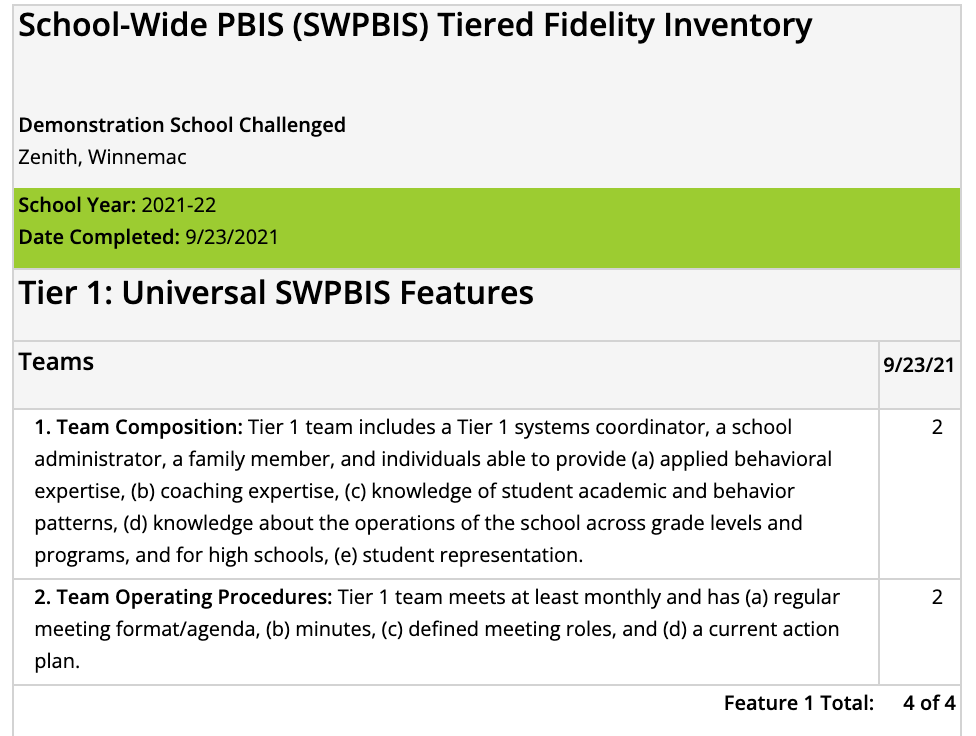 School-Wide PBIS (SWPBIS) Tiered Fidelity Inventory
Demonstration School Challenged
Zenith, Winnemac
School Year: 2021-22
Date Completed: 9/23/2021
Tier 1: Universal SWPBIS Features
Teams 9/23/21
1. Team Composition: Tier 1 team includes a Tier 1 systems coordinator, a school 2
administrator, a family member, and individuals able to provide (a) applied behavioral
expertise, (b) coaching expertise, (c) knowledge of student academic and behavior
patterns, (d) knowledge about the operations of the school across grade levels and
programs, and for high schools, (e) student representation.
2. Team Operating Procedures: Tier 1 team meets at least monthly and has (a) regular 2
meeting format/agenda, (b) minutes, (c) defined meeting roles, and (d) a current action
plan.
Feature 1 Total: 4 of 4